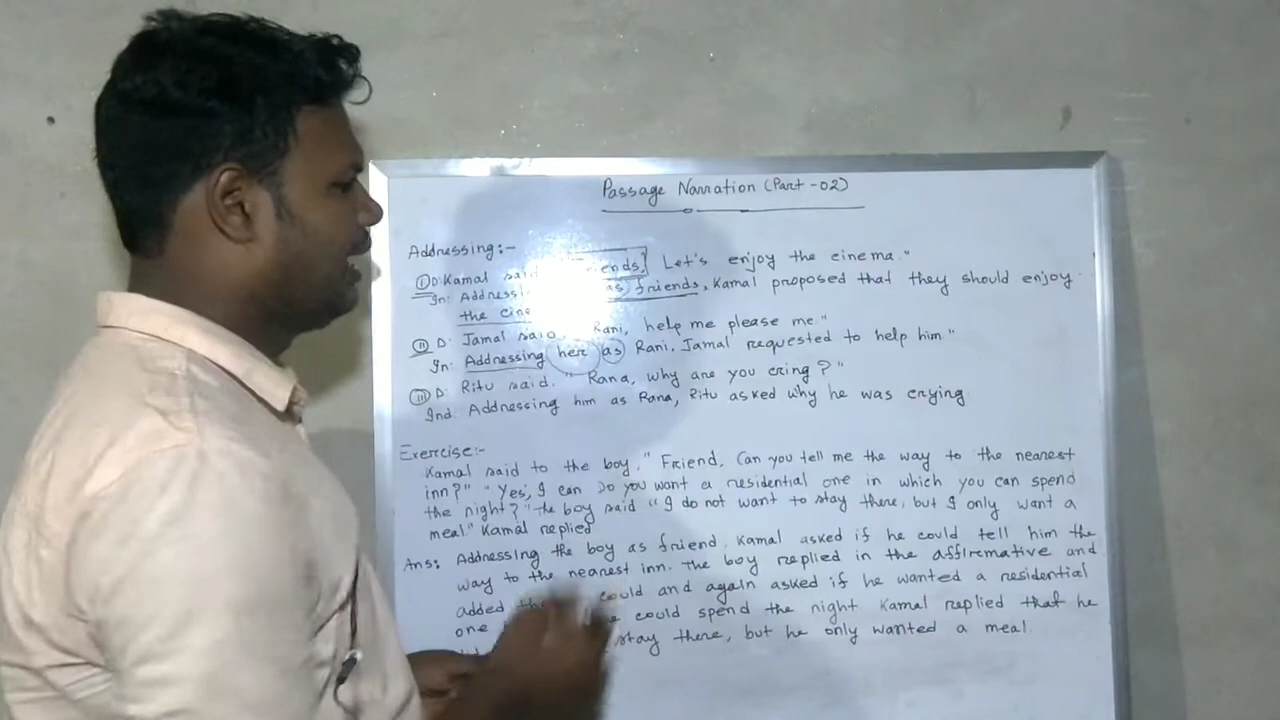 Passage Narration (Part -02)
Addressing:-
(I) D: Kamal said Friends, Let's enjoy the cinema."
In: Addressi as friends, Kamal proposed that they should enjoy
the cine
(II) D: Jamal said Rani, help me please me"
In: Addressing her as Rani, Jamal requested to help him."
(III) D: Ritu said. "Rana, why are you cring?"
Ind: Addressing him as Rana, Ritu asked why he was crying
Exercise:-
Kamal said to the boy, "Friend, Can you tell me the way to the nearest
inn?" "Yes, I can Do you want a residential one in which you can spend
the night?" the boy said "I do not want to stay there, but I only want a
meal" Kamal replied
Ans: Addressing the boy as friend, Kamal asked if he could tell him the
way to the nearest inn. The boy replied in the affirmative and
added could and again asked if he wanted a residential
one he could spend the night Kamal replied that he
stay there, but he only wanted a meal.